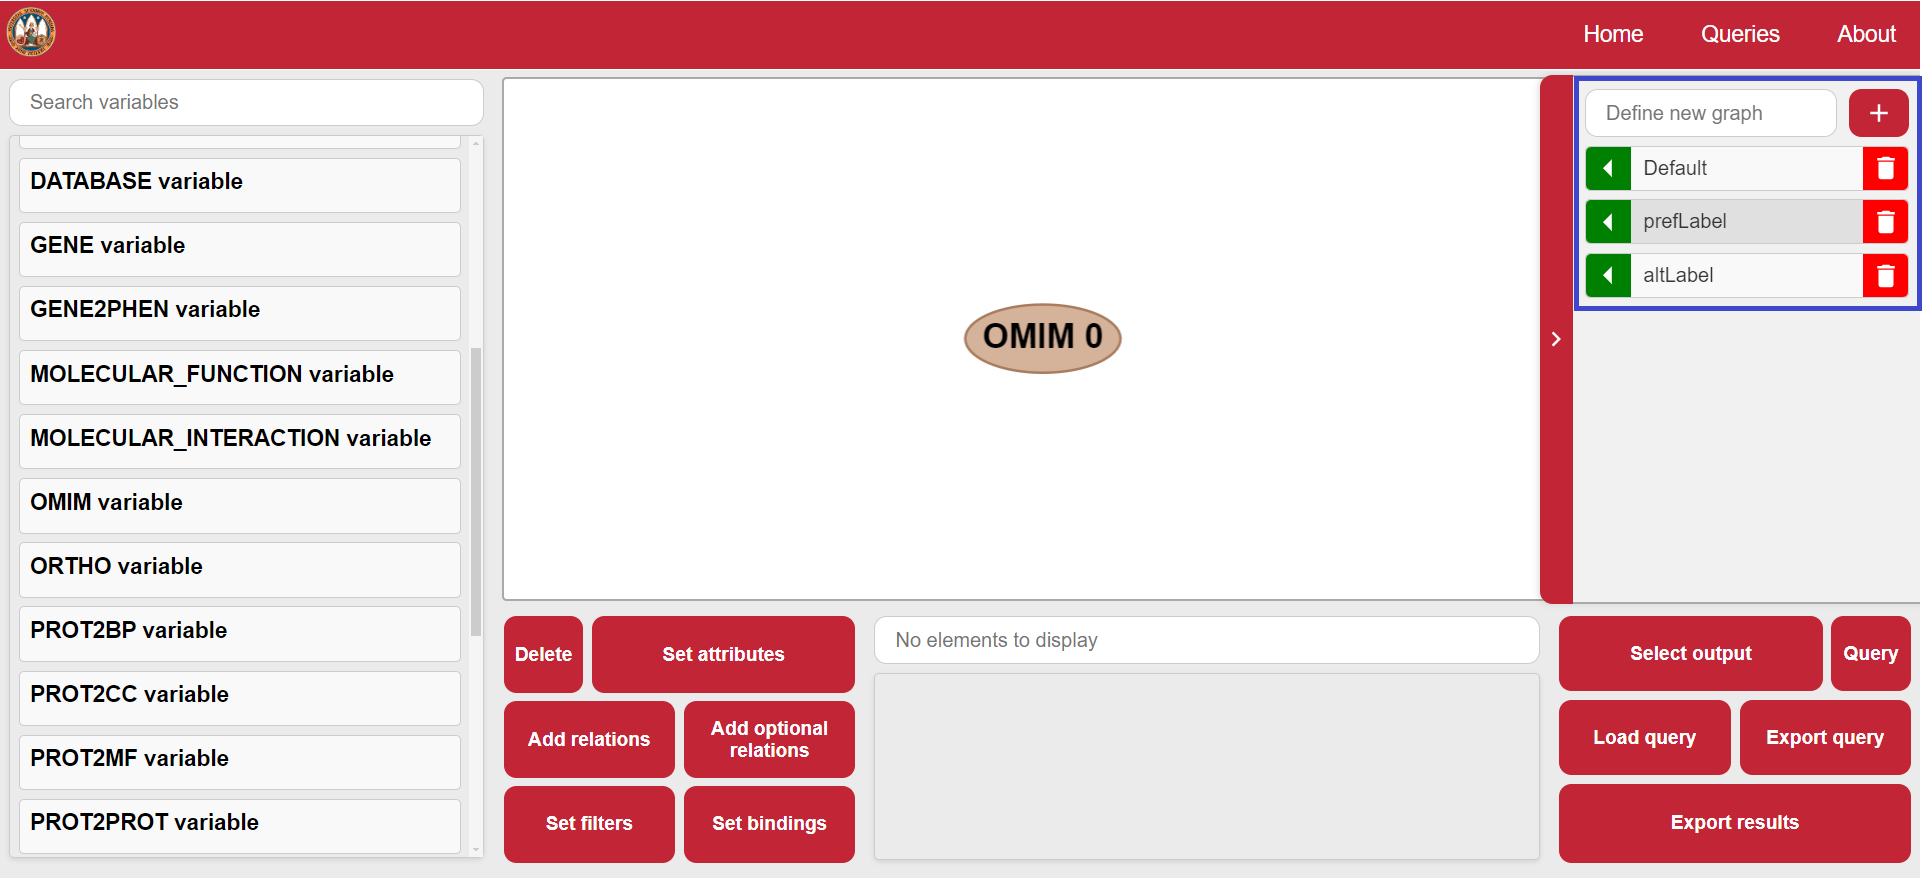 Home
Queries
About
Search variables
DATABASE variable
GENE variable
GENE2PHEN variable
MOLECULAR_FUNCTION variable
MOLECULAR_INTERACTION variable
OMIM variable
ORTHO variable
PROT2BP variable
PROT2CC variable
PROT2MF variable
PROT2PROT variable
OMIM 0
Define new graph
+
Default
prefLabel
altLabel
Delete
Set attributes
Add relations
Add optional
relations
Set filters
Set bindings
No elements to display
Select output
Query
Load query
Export query
Export results